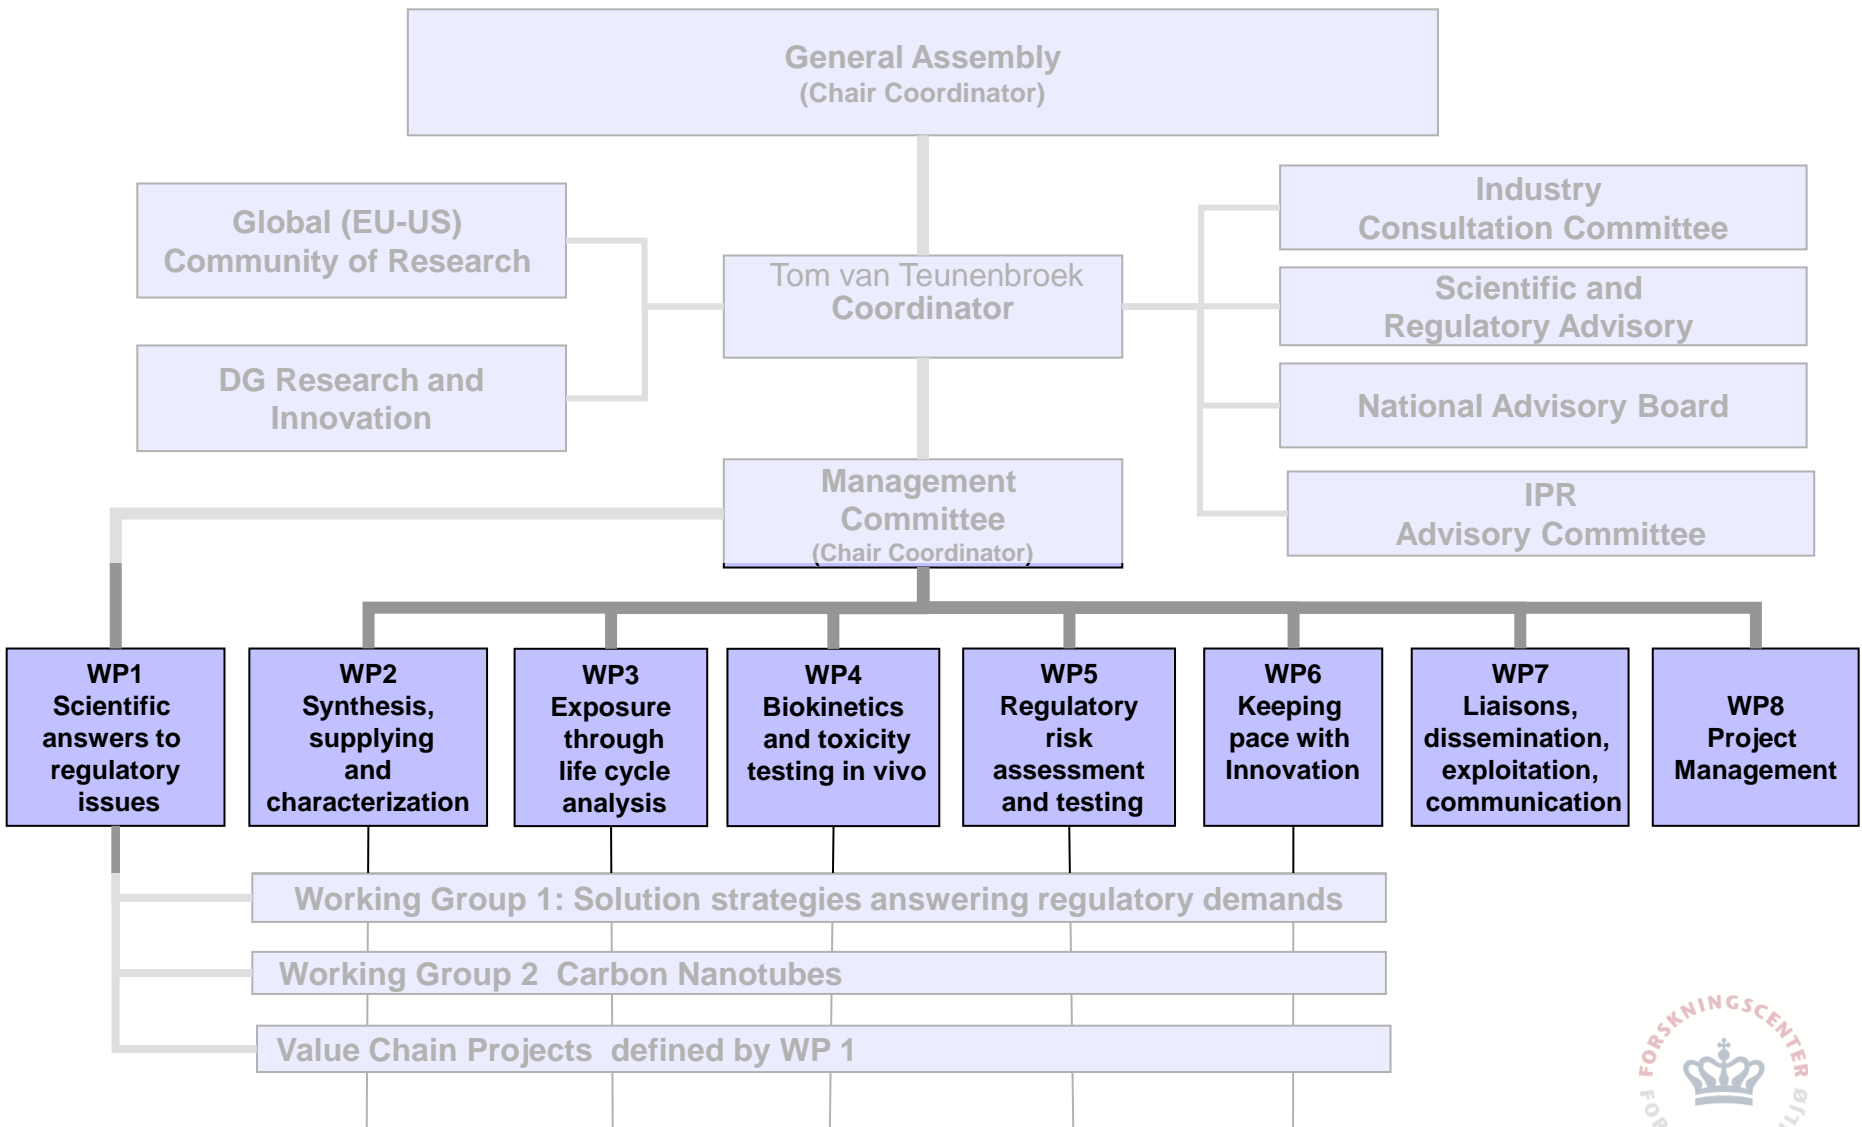 General Assembly
(Chair Coordinator)
Global (EU-US)
Community of Research
DG Research and
Innovation
Tom van Teunenbroek
Coordinator
Industry
Consultation Committee
Scientific and
Regulatory Advisory
National Advisory Board
IPR
Advisory Committee
Management
Committee
(Chair Coordinator)
WP1
Scientific
answers to
regulatory
issues
WP2
Synthesis,
supplying
and
characterization
WP3
Exposure
through
life cycle
analysis
WP4
Biokinetics
and toxicity
testing in vivo
WP5
Regulatory
risk
assessment
and testing
WP6
Keeping
pace with
Innovation
WP7
Liaisons,
dissemination,
exploitation,
communication
WP8
Project
Management
Working Group 1: Solution strategies answering regulatory demands
Working Group 2  Carbon Nanotubes
Value Chain Projects  defined by WP 1
FORSKNINGSCENTER